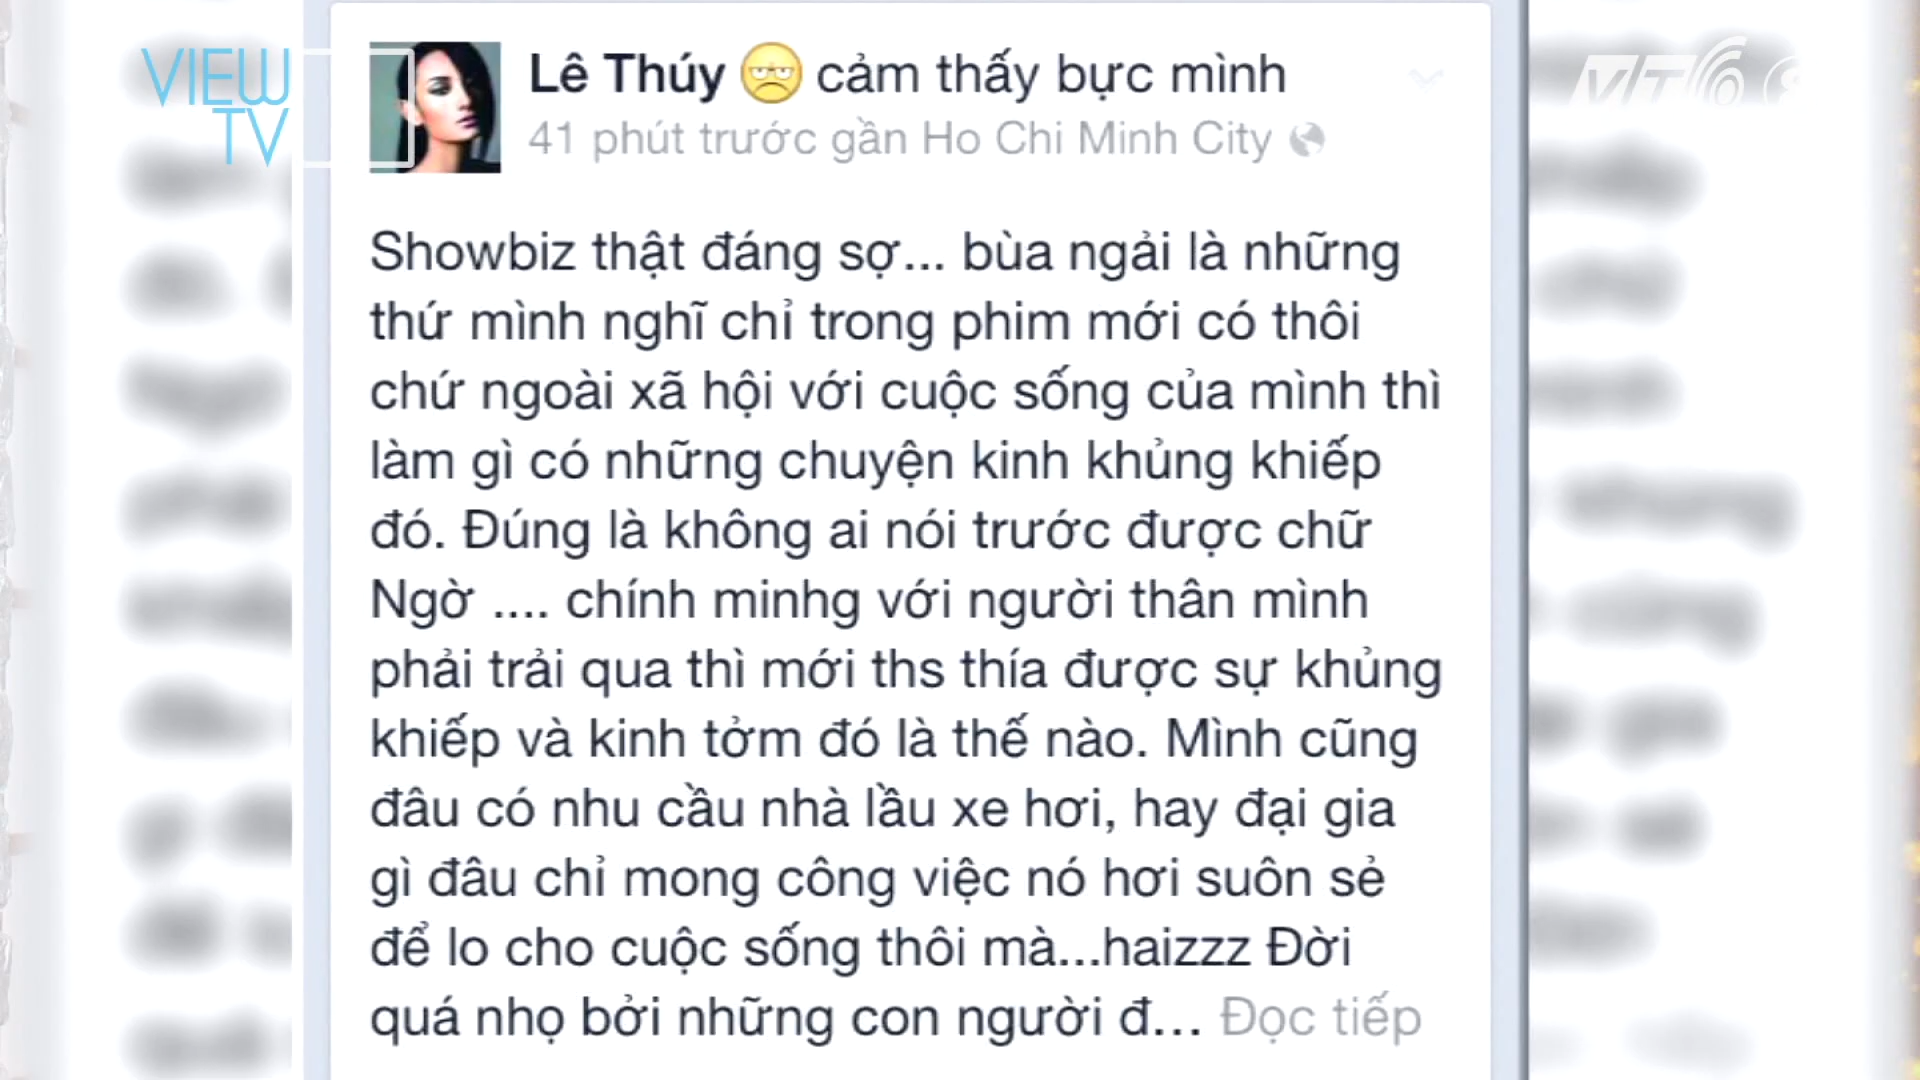 VIEW
TV
VTC
Lê Thúy cảm thấy bực mình
41 phút trước gần Ho Chi Minh City
Showbiz thật đáng sợ... bùa ngải là những
thứ mình nghĩ chỉ trong phim mới có thôi
chứ ngoài xã hội với cuộc sống của mình thì
làm gì có những chuyện kinh khủng khiếp
đó. Đúng là không ai nói trước được chữ
Ngờ .... chính minhg với người thân mình
phải trải qua thì mới ths thía được sự khủng
khiếp và kinh tởm đó là thế nào. Mình cũng
đâu có nhu cầu nhà lầu xe hơi, hay đại gia
gì đâu chỉ mong công việc nó hơi suôn sẻ
để lo cho cuộc sống thôi mà...haizzz Đời
quá nhọ bởi những con người đ... Đọc tiếp